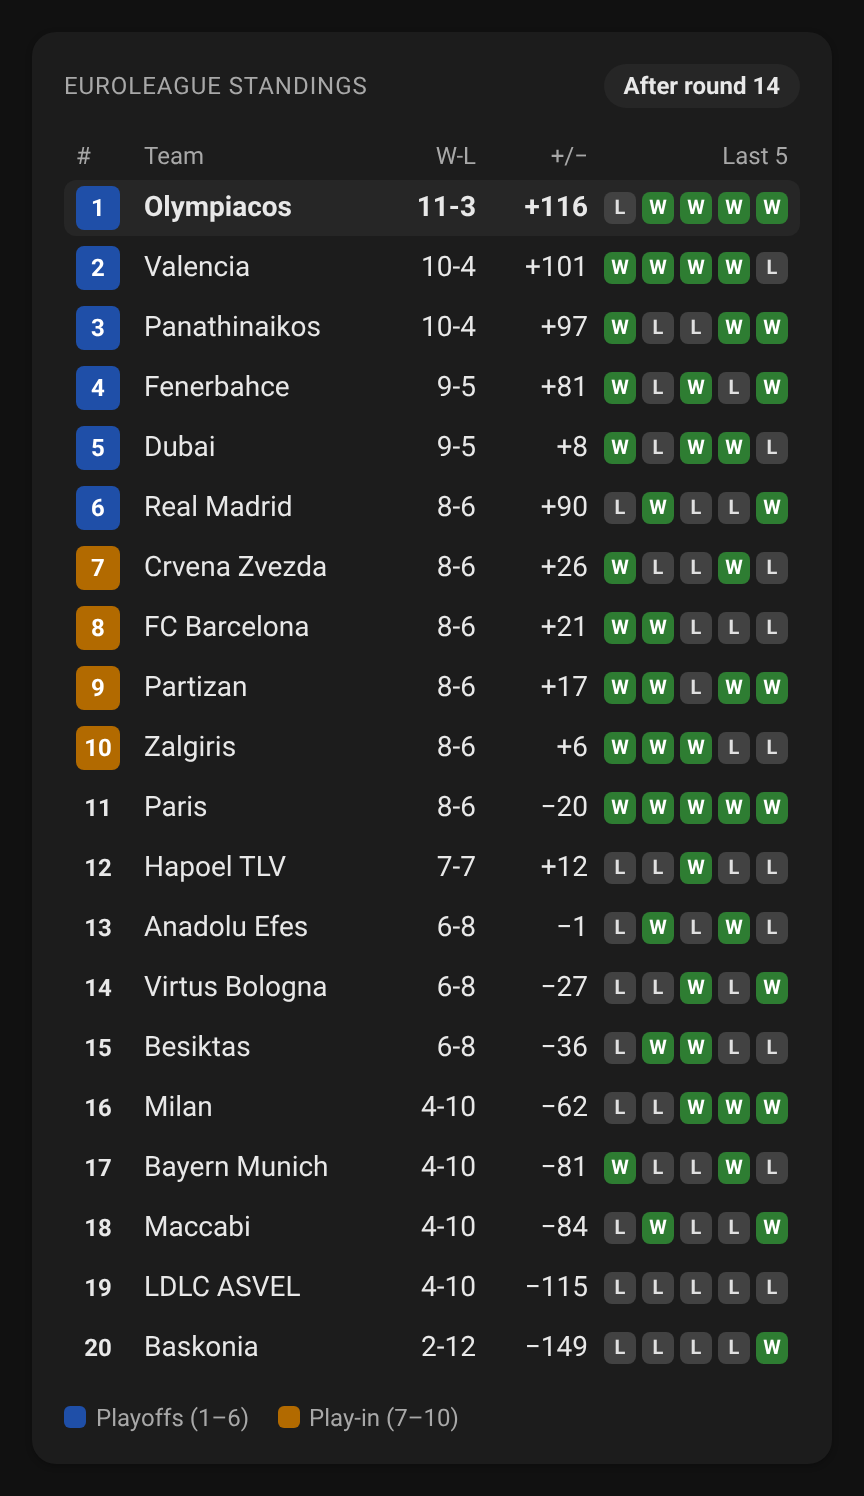 EUROLEAGUE STANDINGS After round 14
# Team W-L +/− Last 5
1 Olympiacos 11-3 +116 L W W W W
2 Valencia 10-4 +101 W W W W L
3 Panathinaikos 10-4 +97 W L L W W
4 Fenerbahce 9-5 +81 W L W L W
5 Dubai 9-5 +8 W L W W L
6 Real Madrid 8-6 +90 L W L L W
7 Crvena Zvezda 8-6 +26 W L L W L
8 FC Barcelona 8-6 +21 W W L L L
9 Partizan 8-6 +17 W W L W W
10 Zalgiris 8-6 +6 W W W L L
11 Paris 8-6 −20 W W W W W
12 Hapoel TLV 7-7 +12 L L W L L
13 Anadolu Efes 6-8 −1 L W L W L
14 Virtus Bologna 6-8 −27 L L W L W
15 Besiktas 6-8 −36 L W W L L
16 Milan 4-10 −62 L L W W W
17 Bayern Munich 4-10 −81 W L L W L
18 Maccabi 4-10 −84 L W L L W
19 LDLC ASVEL 4-10 −115 L L L L L
20 Baskonia 2-12 −149 L L L L W
Playoffs (1–6) Play-in (7–10)